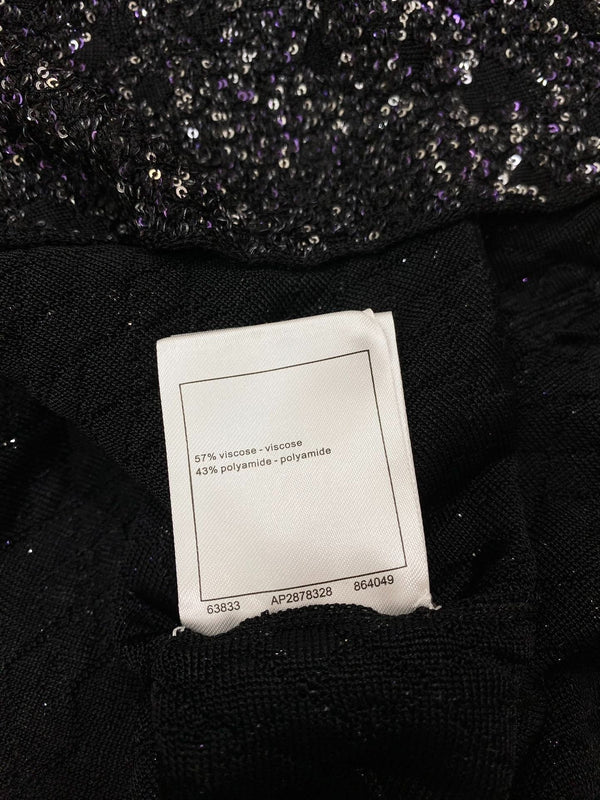 57% viscose - viscose
43% polyamide - polyamide
63833 AP2878328 864049